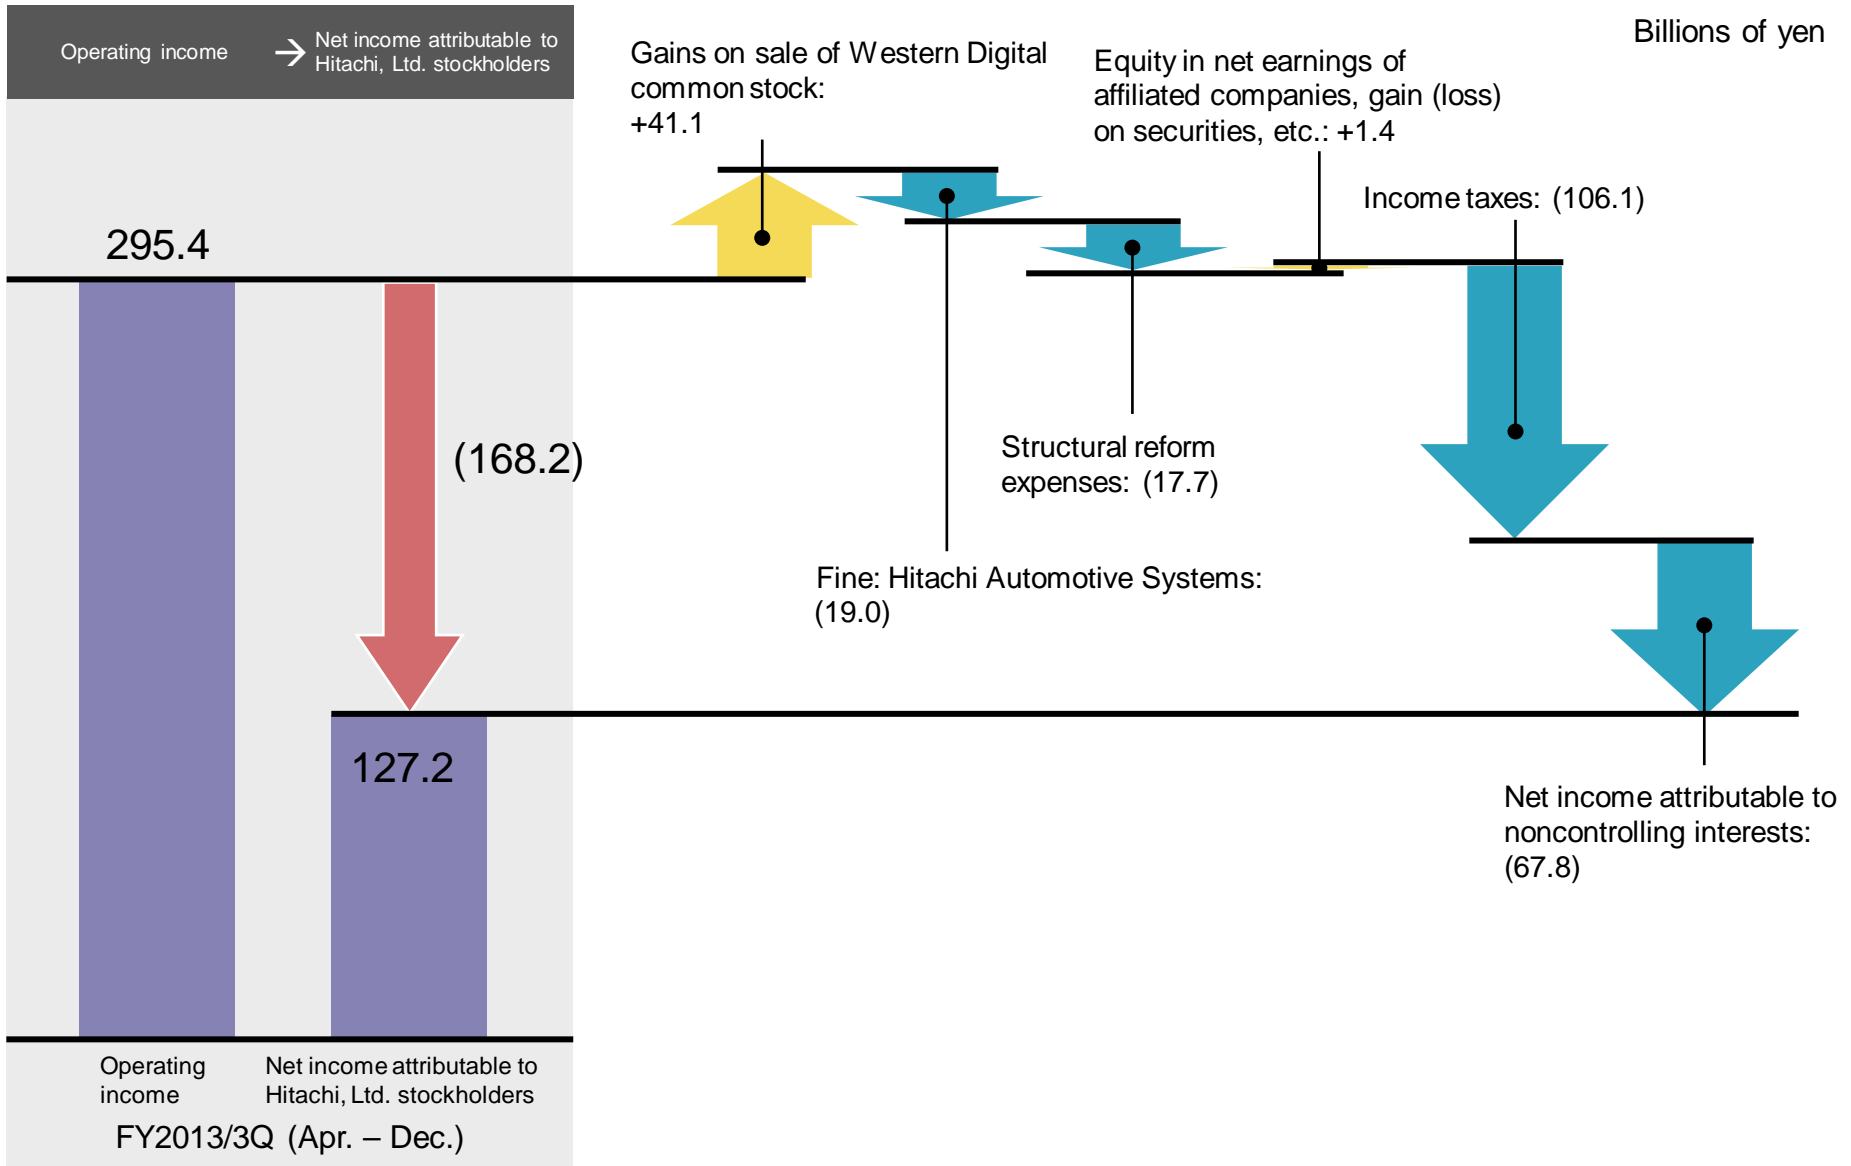 Operating income
→ Net income attributable to
Hitachi, Ltd. stockholders
Billions of yen
Gains on sale of Western Digital
common stock:
+41.1
Equity in net earnings of
affiliated companies, gain (loss)
on securities, etc.: +1.4
Income taxes: (106.1)
295.4
(168.2)
Structural reform
expenses: (17.7)
Fine: Hitachi Automotive Systems:
(19.0)
127.2
Net income attributable to
noncontrolling interests:
(67.8)
Operating
income
Net income attributable to
Hitachi, Ltd. stockholders
FY2013/3Q (Apr. – Dec.)